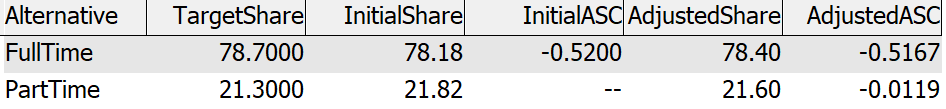 Alternative TargetShare InitialShare InitialASC AdjustedShare AdjustedASC
FullTime 78.7000 78.18 -0.5200 78.40 -0.5167
PartTime 21.3000 21.82 -- 21.60 -0.0119